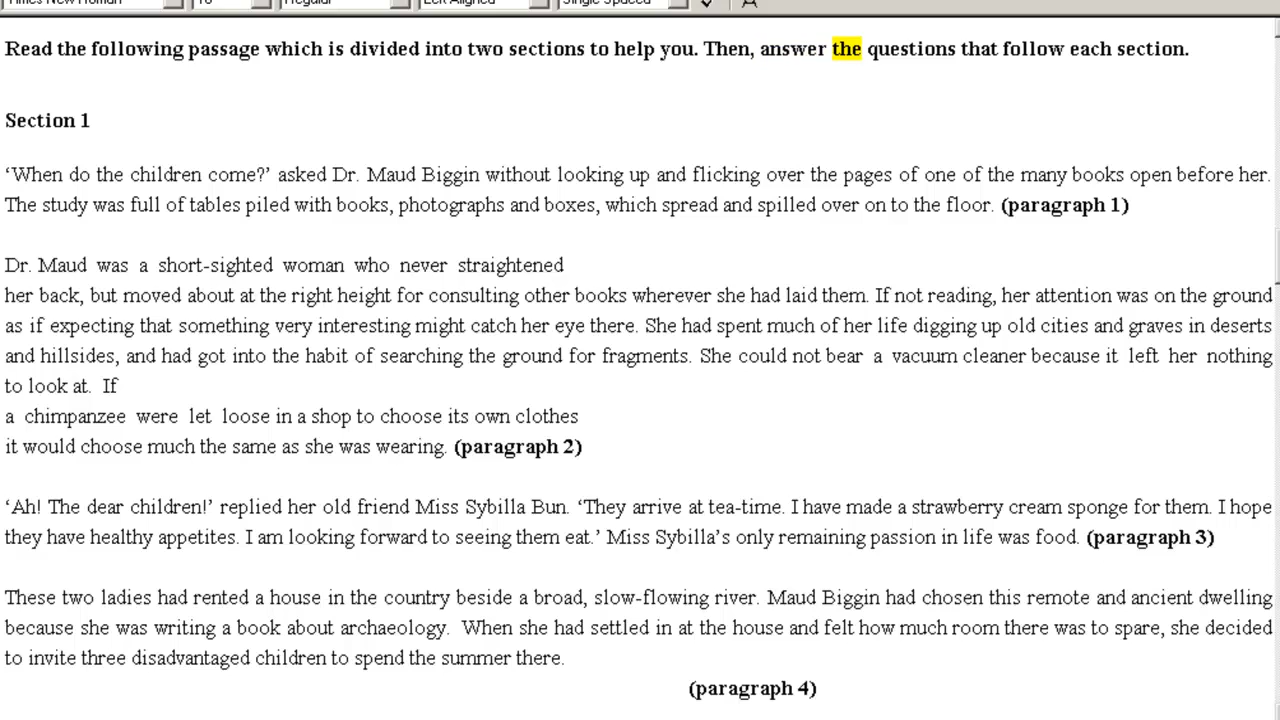 Times New Roman
Regular
Left Aligned
Single Spaced
Read the following passage which is divided into two sections to help you. Then, answer the questions that follow each section.
Section 1
‘When do the children come?’ asked Dr. Maud Biggin without looking up and flicking over the pages of one of the many books open before her.
The study was full of tables piled with books, photographs and boxes, which spread and spilled over on to the floor. (paragraph 1)
Dr. Maud was a short-sighted woman who never straightened
her back, but moved about at the right height for consulting other books wherever she had laid them. If not reading, her attention was on the ground
as if expecting that something very interesting might catch her eye there. She had spent much of her life digging up old cities and graves in deserts
and hillsides, and had got into the habit of searching the ground for fragments. She could not bear a vacuum cleaner because it left her nothing
to look at. If
a chimpanzee were let loose in a shop to choose its own clothes
it would choose much the same as she was wearing. (paragraph 2)
‘Ah! The dear children!’ replied her old friend Miss Sybilla Bun. ‘They arrive at tea-time. I have made a strawberry cream sponge for them. I hope
they have healthy appetites. I am looking forward to seeing them eat.’ Miss Sybilla’s only remaining passion in life was food. (paragraph 3)
These two ladies had rented a house in the country beside a broad, slow-flowing river. Maud Biggin had chosen this remote and ancient dwelling
because she was writing a book about archaeology. When she had settled in at the house and felt how much room there was to spare, she decided
to invite three disadvantaged children to spend the summer there.
(paragraph 4)